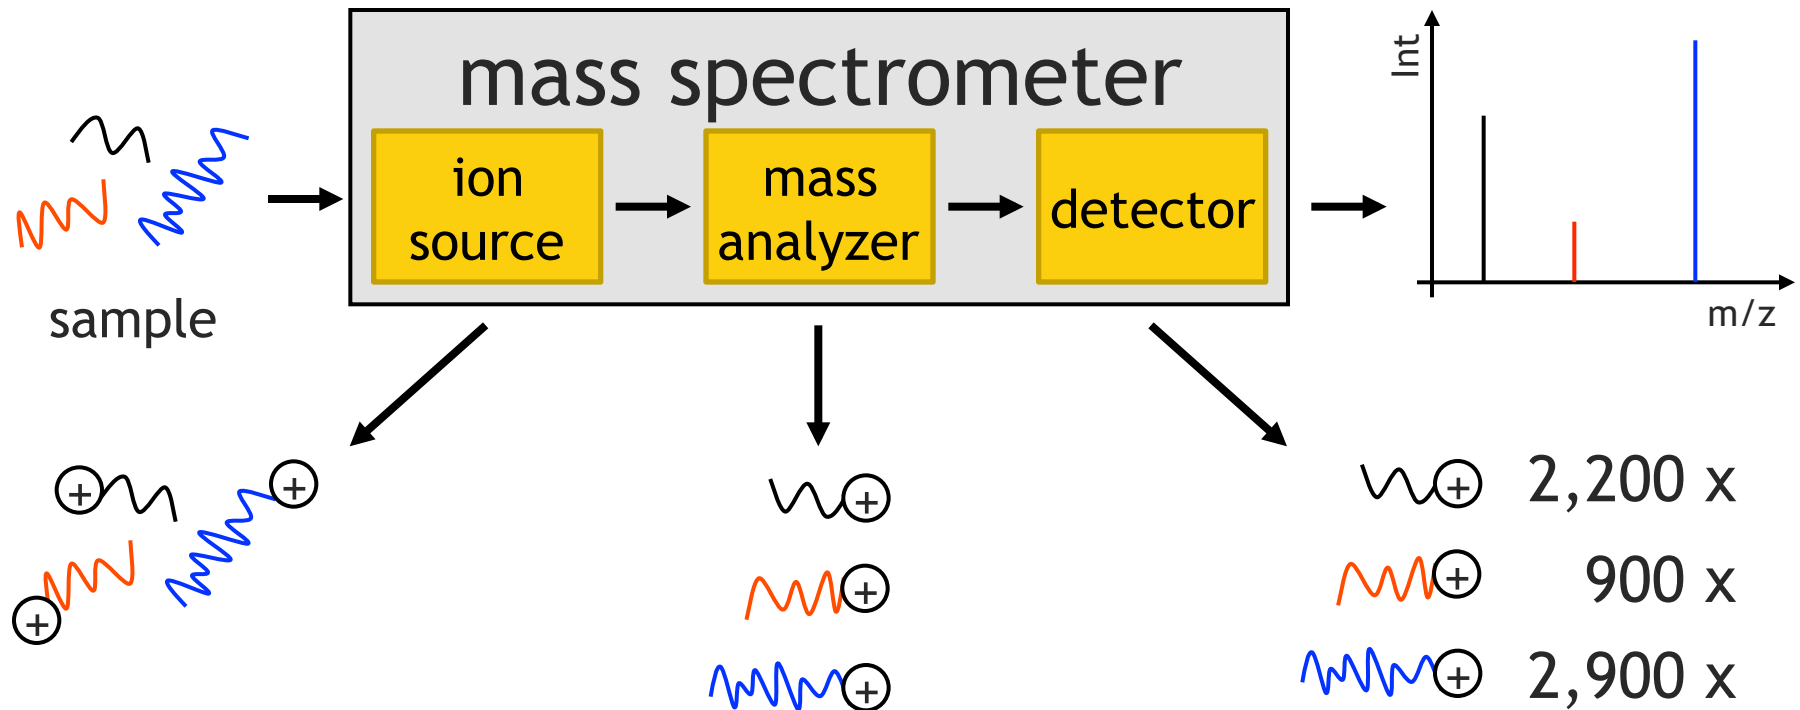 mass spectrometer
ion
source
mass
analyzer
detector
Int
m/z
sample
+
+
+
+
+
+
+ 2,200 x
+ 900 x
+ 2,900 x